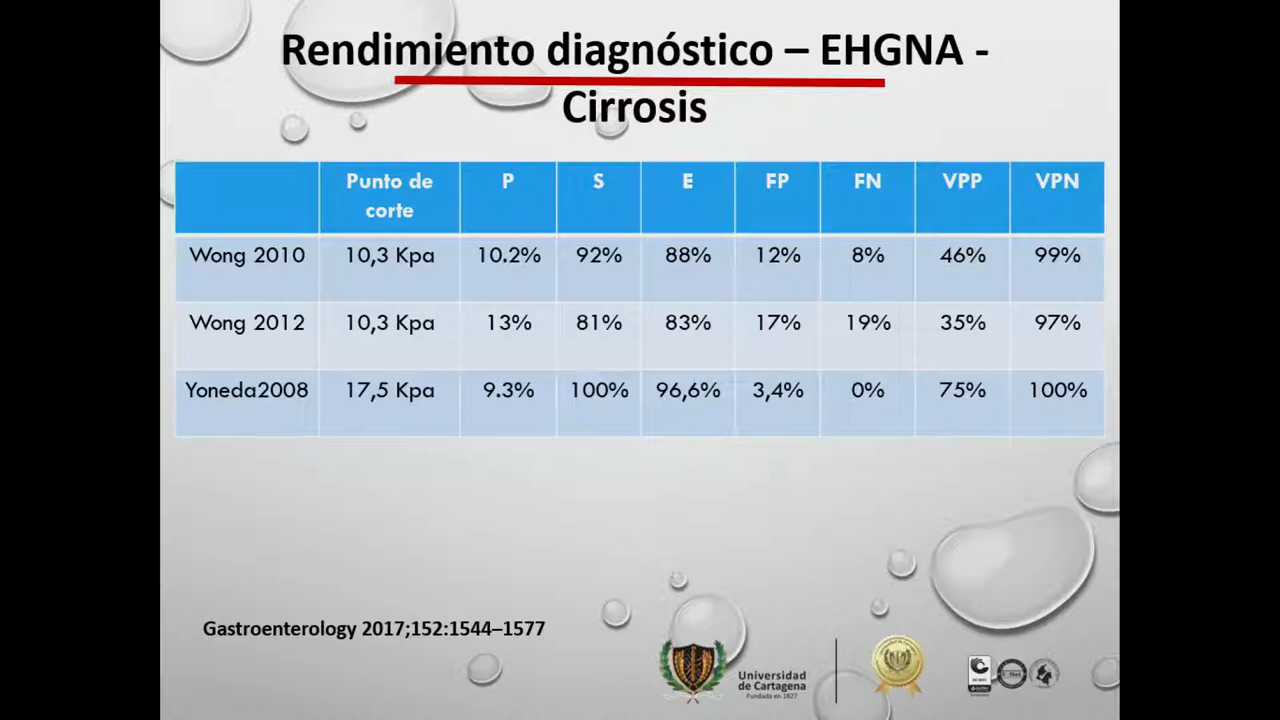 Rendimiento diagnóstico – EHGNA -
Cirrosis
Punto de corte P S E FP FN VPP VPN
Wong 2010 10,3 Kpa 10.2% 92% 88% 12% 8% 46% 99%
Wong 2012 10,3 Kpa 13% 81% 83% 17% 19% 35% 97%
Yoneda2008 17,5 Kpa 9.3% 100% 96,6% 3,4% 0% 75% 100%
Gastroenterology 2017;152:1544–1577
Universidad
de Cartagena
Fundada en 1827